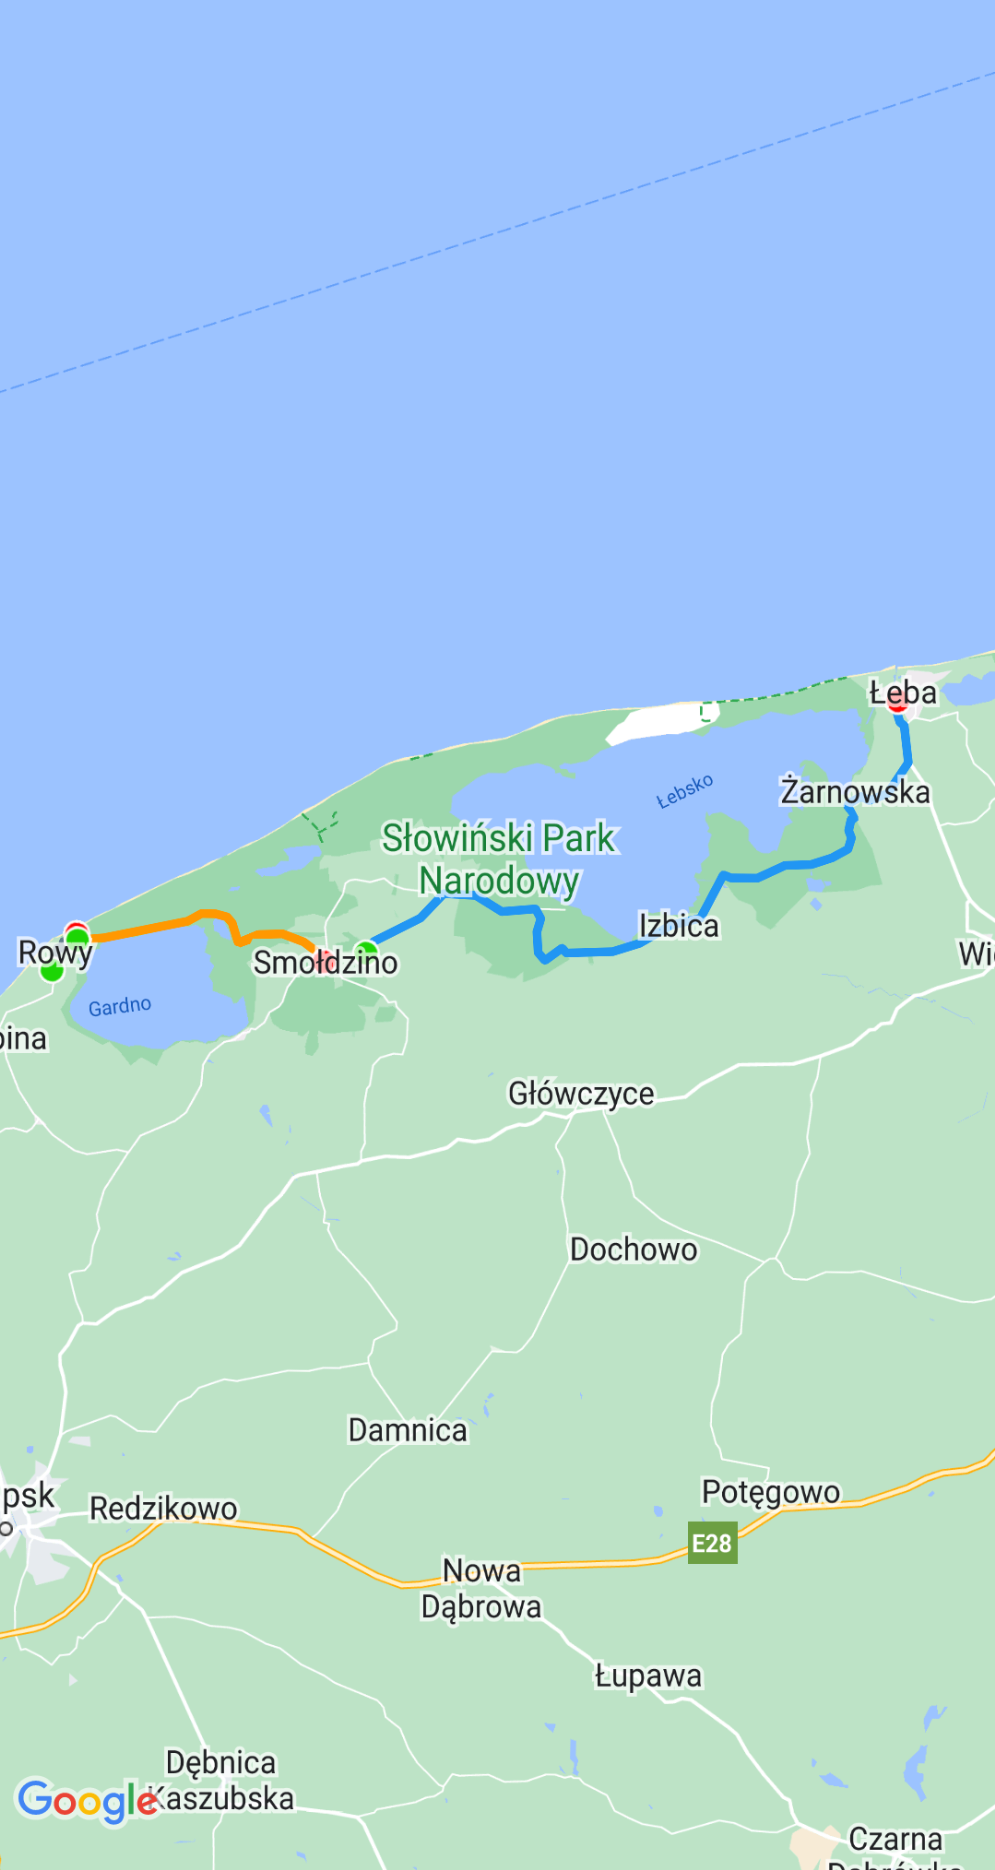 Łeba
Łebsko
Żarnowska
Słowiński Park
Narodowy
Izbica
Rowy
Smołdzino
Wi
Gardno
pina
Główczyce
Dochowo
Damnica
psk
Redzikowo
Potęgowo
E28
Nowa
Dąbrowa
Łupawa
Dębnica
Kaszubska
Google
Czarna
Dąbrówka